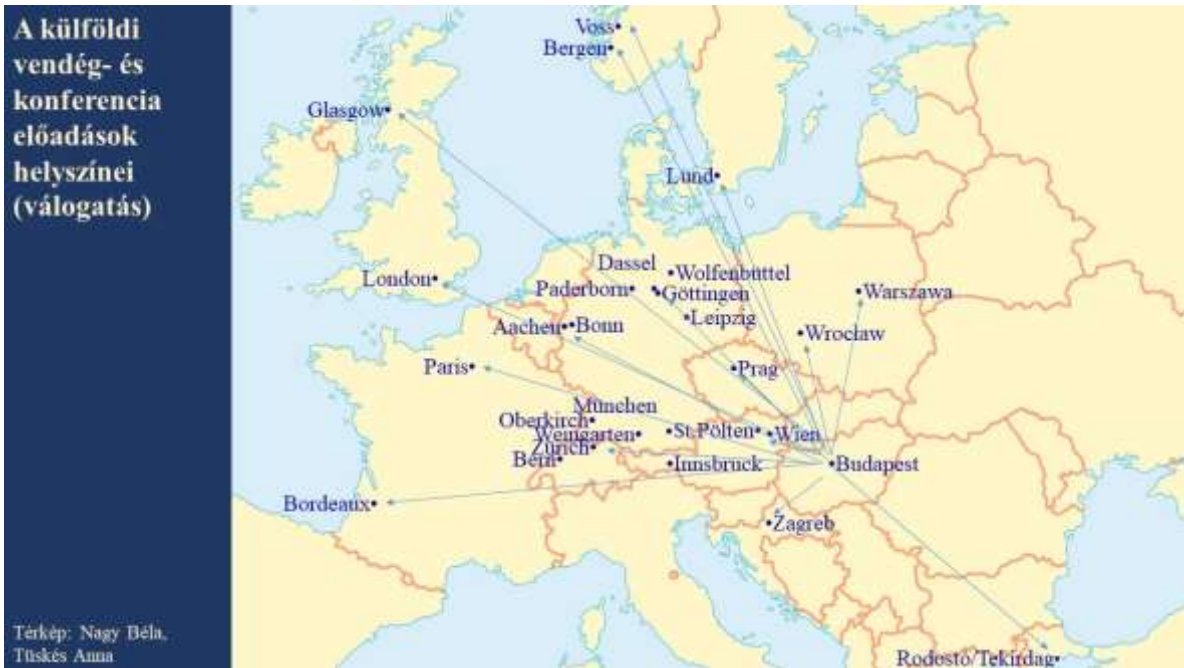 A külföldi
vendég- és
konferencia
előadások
helyszínei
(válogatás)
Voss
Bergen
Glasgow
Lund
London
Dassel
Wolfenbüttel
Paderborn
Göttingen
Warszawa
Leipzig
Aachen
Bonn
Wrocław
Paris
Prag
München
Oberkirch
Weingarten
St.Pölten
Wien
Zürich
Bern
Innsbruck
Budapest
Bordeaux
Zagreb
Rodostó/Tekirdag
Térkép: Nagy Béla,
Tüskés Anna